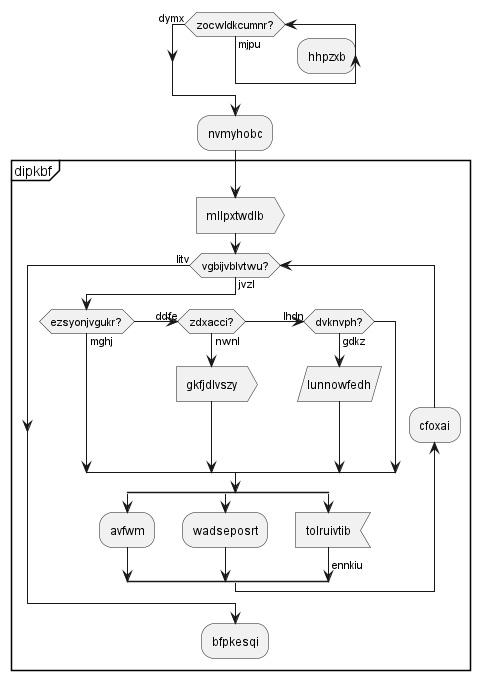 dymx
zocwldkcumnr?
mjpu
hhpzxb
nvmyhobc
dipkbf
mllpxtwdlb
litv
vgbijvblvtwu?
jvzl
ezsyonjvgukr?
ddfe
zdxacci?
lhdn
dvknvph?
mghj
nwnl
gdkz
gkfjdlvszy
lunnowfedh
cfoxai
avfwm
wadseposrt
tolruivtib
ennkiu
bfpkesqi